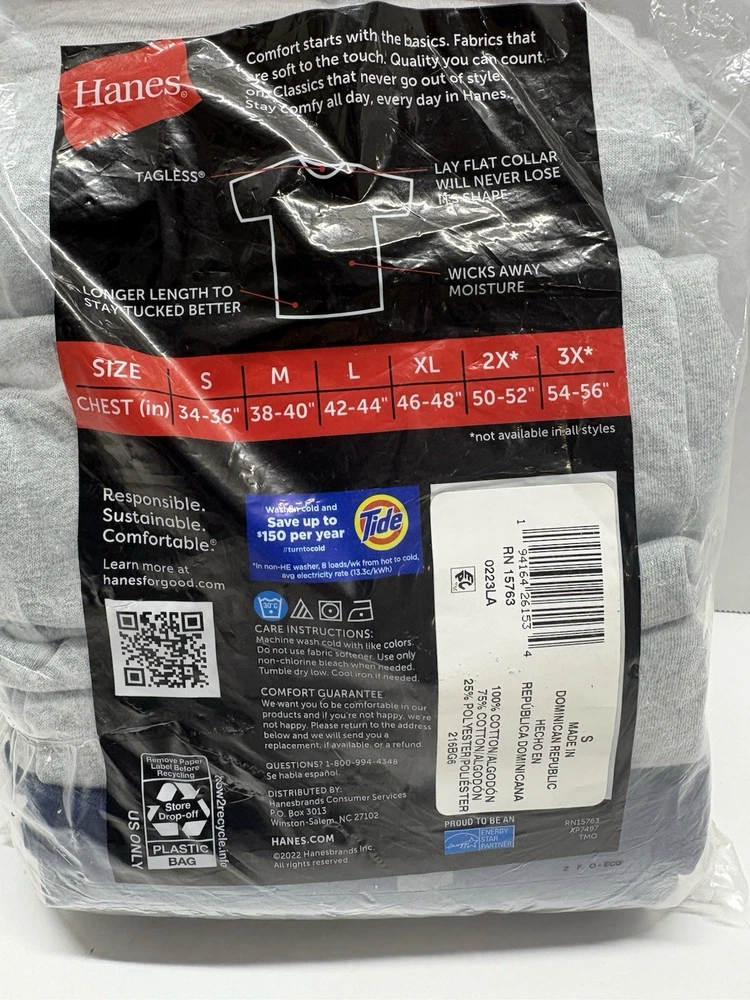 Hanes®
Comfort starts with the basics. Fabrics that
are soft to the touch. Quality you can count
on. Classics that never go out of style.
Stay comfy all day, every day in Hanes.
TAGLESS®
LAY FLAT COLLAR
WILL NEVER LOSE
ITS SHAPE
LONGER LENGTH TO
STAY TUCKED BETTER
WICKS AWAY
MOISTURE
SIZE S M L XL 2X* 3X*
CHEST (in) 34-36" 38-40" 42-44" 46-48" 50-52" 54-56"
*not available in all styles
Responsible.
Sustainable.
Comfortable®
Learn more at
hanesforgood.com
Wash in cold and
Save up to
$150 per year
//turntocold
Tide
*In non-HE washer, 8 loads/wk from hot to cold,
avg electricity rate (13.3c/kWh)
30°C
CARE INSTRUCTIONS:
Machine wash cold with like colors.
Do not use fabric softener. Use only
non-chlorine bleach when needed.
Tumble dry low. Cool iron if needed.
COMFORT GUARANTEE
We want you to be comfortable in our
products and if you're not happy, we're
not happy. Please return to the address
below and we will send you a
replacement, if available, or a refund.
QUESTIONS? 1-800-994-4348
Se habla español.
DISTRIBUTED BY:
Hanesbrands Consumer Services
P.O. Box 3013
Winston-Salem, NC 27102
HANES.COM
©2022 Hanesbrands Inc.
All rights reserved.
Remove Paper
Label Before
Recycling
Store
Drop-off
PLASTIC
BAG
US ONLY
how2recycle.info
1 94164 26153 4
RN 15763
0223LA
EPC
S
MADE IN
DOMINICAN REPUBLIC
HECHO EN
REPÚBLICA DOMINICANA
100% COTTON/ALGODÓN
75% COTTON/ALGODÓN
25% POLYESTER/POLIÉSTER
216BG6
PROUD TO BE AN
ENERGY
STAR
PARTNER
RN15763
XP7497
TMO